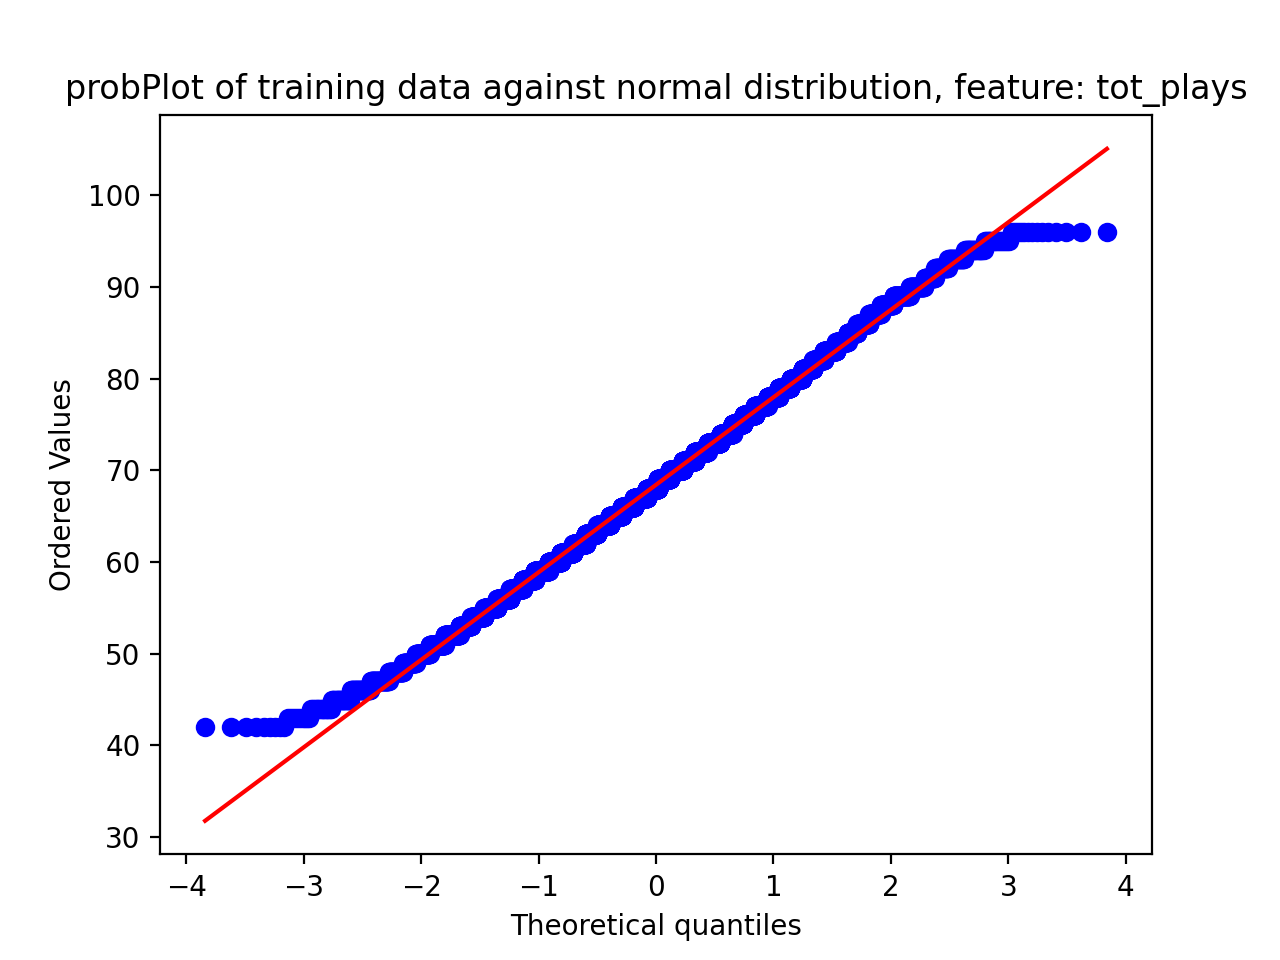 probPlot of training data against normal distribution, feature: tot_plays
100
90
80
70
60
50
40
30
Ordered Values
−4 −3 −2 −1 0 1 2 3 4
Theoretical quantiles